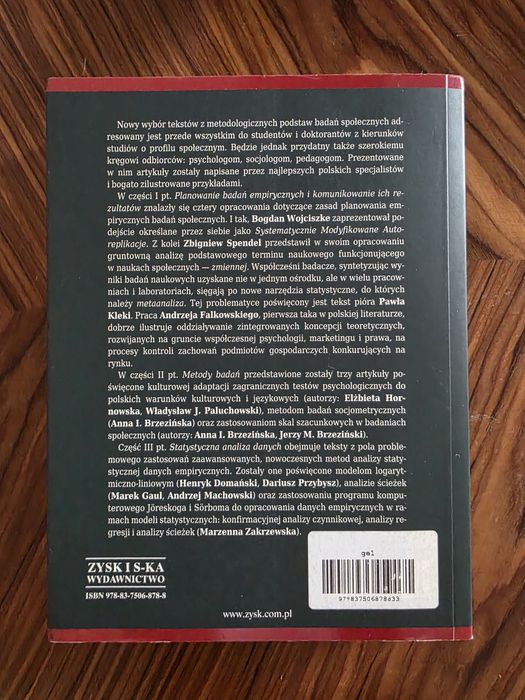 Nowy wybór tekstów z metodologicznych podstaw badań społecznych ad-
resowany jest przede wszystkim do studentów i doktorantów z kierunków
studiów o profilu społecznym. Będzie jednak przydatny także szerokiemu
kręgowi odbiorców: psychologom, socjologom, pedagogom. Prezentowane
w nim artykuły zostały napisane przez najlepszych polskich specjalistów
i bogato zilustrowane przykładami.
W części I pt. Planowanie badań empirycznych i komunikowanie ich re-
zultatów znalazły się cztery opracowania dotyczące zasad planowania em-
pirycznych badań społecznych. I tak, Bogdan Wojciszke zaprezentował po-
dejście określane przez siebie jako Systematycznie Modyfikowane Auto-
replikacje. Z kolei Zbigniew Spendel przedstawił w swoim opracowaniu
gruntowną analizę podstawowego terminu naukowego funkcjonującego
w naukach społecznych — zmiennej. Współcześni badacze, syntetyzując wy-
niki badań naukowych uzyskane nie w jednym ośrodku, ale w wielu pracow-
niach i laboratoriach, sięgają po nowe narzędzia statystyczne, do których
należy metaanaliza. Tej problematyce poświęcony jest tekst pióra Pawła
Kleki. Praca Andrzeja Falkowskiego, pierwsza taka w polskiej literaturze,
dobrze ilustruje oddziaływanie zintegrowanych koncepcji teoretycznych,
rozwijanych na gruncie współczesnej psychologii, marketingu i prawa, na
procesy kontroli zachowań podmiotów gospodarczych konkurujących na
rynku.
W części II pt. Metody badań przedstawione zostały trzy artykuły po-
święcone kulturowej adaptacji zagranicznych testów psychologicznych do
polskich warunków kulturowych i językowych (autorzy: Elżbieta Hor-
nowska, Władysław J. Paluchowski), metodom badań socjometrycznych
(Anna I. Brzezińska) oraz zastosowaniom skal szacunkowych w badaniach
społecznych (autorzy: Anna I. Brzezińska, Jerzy M. Brzeziński).
Część III pt. Statystyczna analiza danych obejmuje teksty z pola pro-
blemowego zastosowań zaawansowanych, nowoczesnych metod analizy staty-
stycznej danych empirycznych. Zostały one poświęcone modelom logaryt-
miczno-liniowym (Henryk Domański, Dariusz Przybysz), analizie ścieżek
(Marek Gaul, Andrzej Machowski) oraz zastosowaniu programu kompu-
terowego Jöreskoga i Sörboma do opracowania danych empirycznych w ra-
mach modeli statystycznych: konfirmacyjnej analizy czynnikowej, analizy re-
gresji i analizy ścieżek (Marzenna Zakrzewska).
ZYSK I S-KA
WYDAWNICTWO
ISBN 978-83-7506-878-8
gal
978837506878633
www.zysk.com.pl